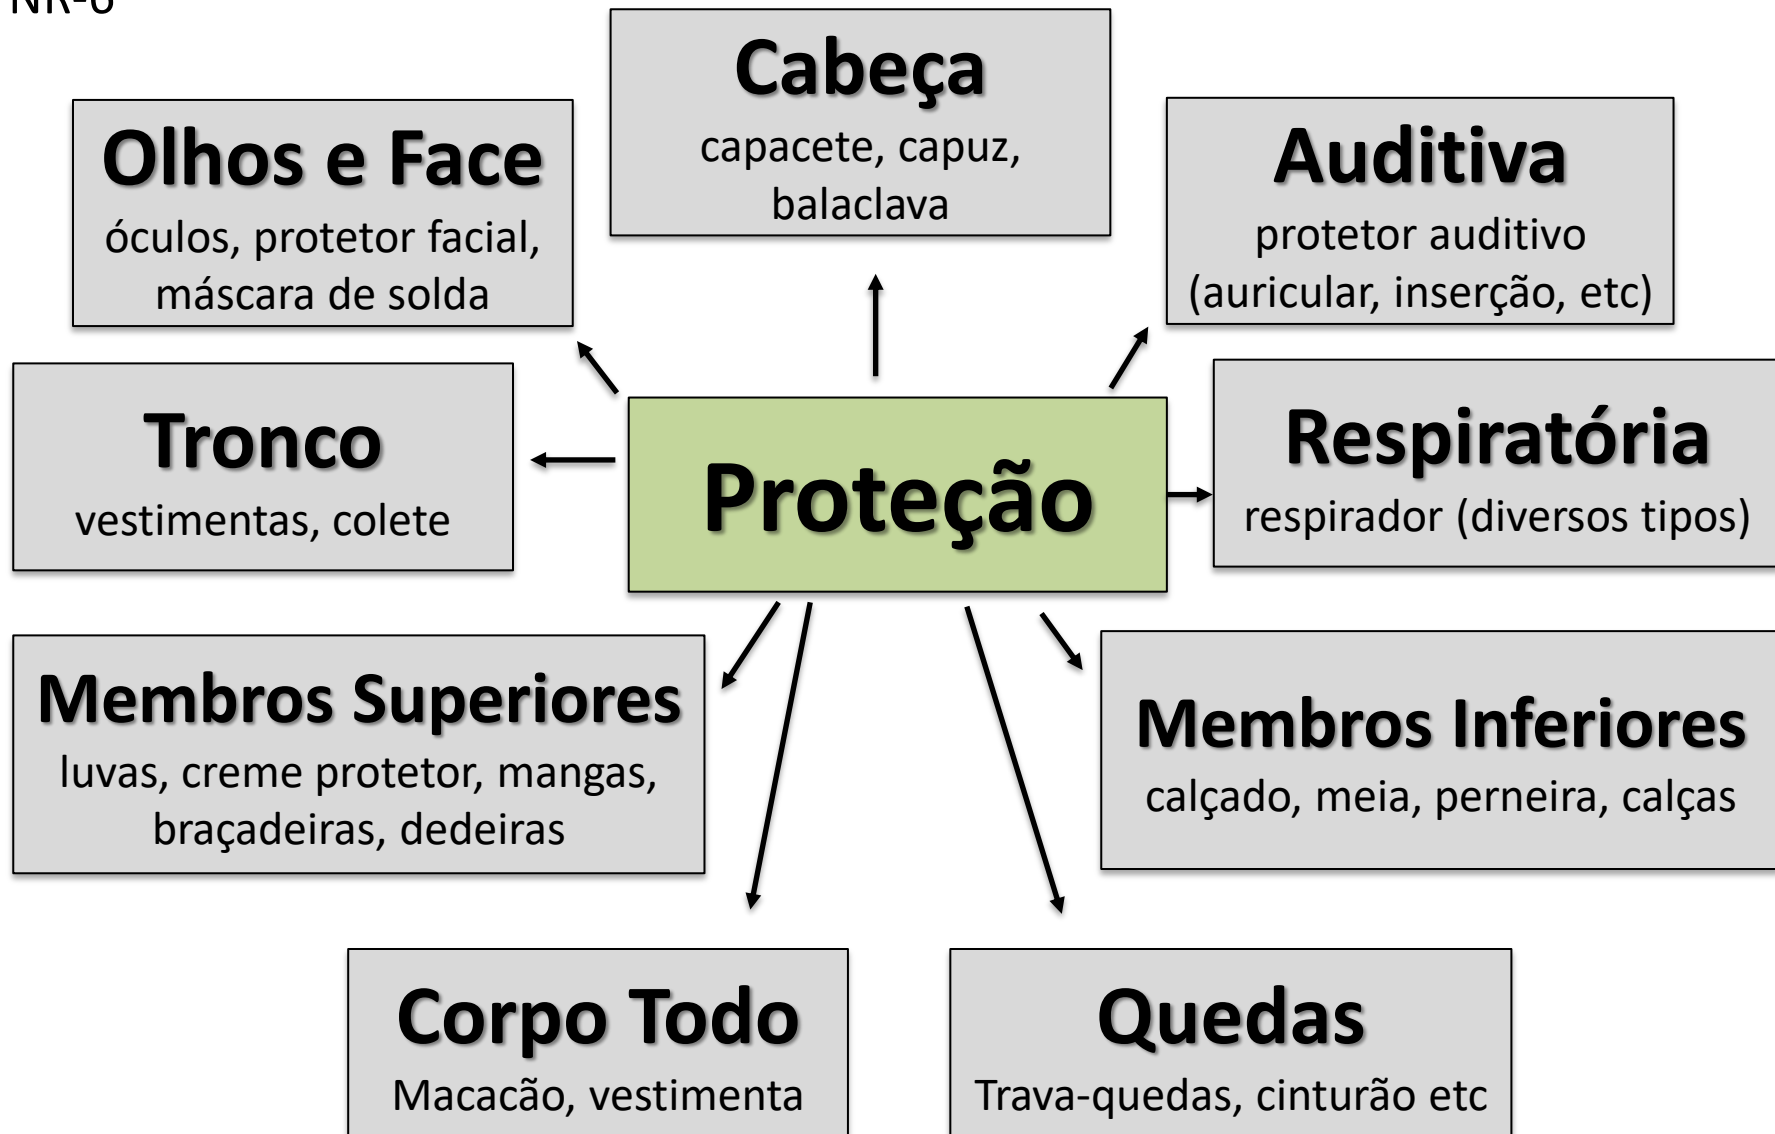 NR-6
Cabeça
capacete, capuz,
balaclava
Olhos e Face
óculos, protetor facial,
máscara de solda
Auditiva
protetor auditivo
(auricular, inserção, etc)
Tronco
vestimentas, colete
Proteção
Respiratória
respirador (diversos tipos)
Membros Superiores
luvas, creme protetor, mangas,
braçadeiras, dedeiras
Membros Inferiores
calçado, meia, perneira, calças
Corpo Todo
Macacão, vestimenta
Quedas
Trava-quedas, cinturão etc